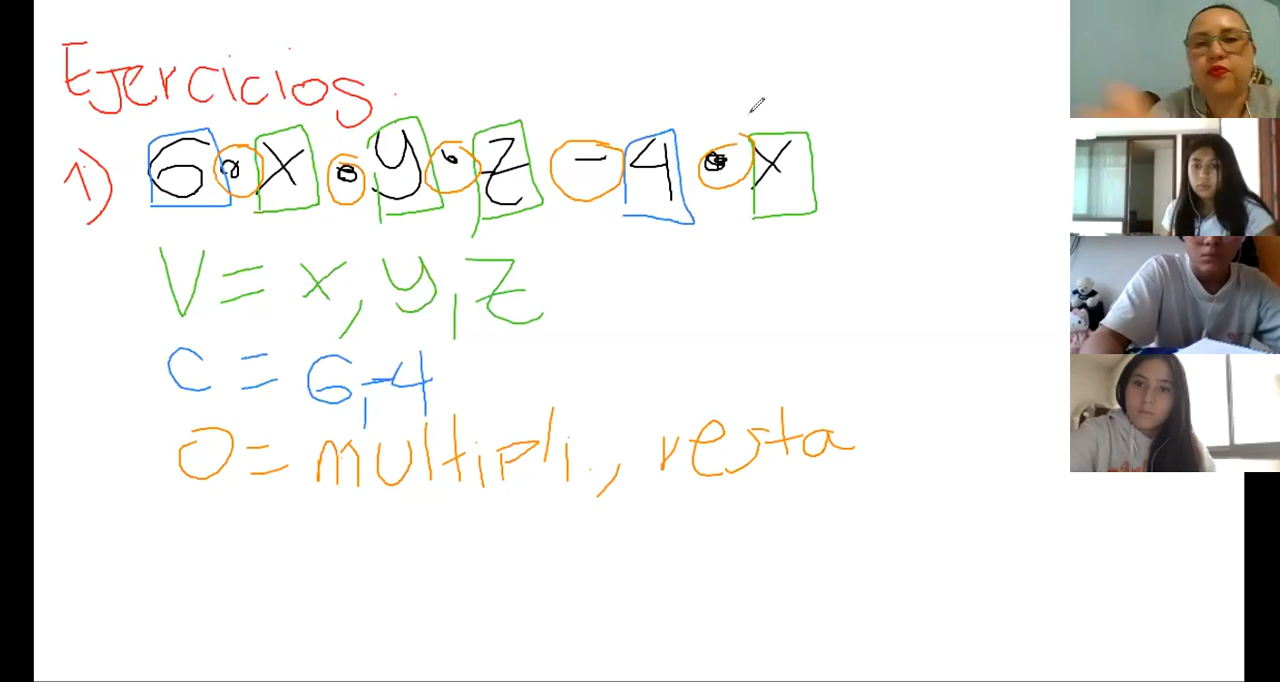 Ejercicios.
1) 6 · x · y · z - 4 · x
V = x, y, z
C = 6, -4
O = multipli., resta